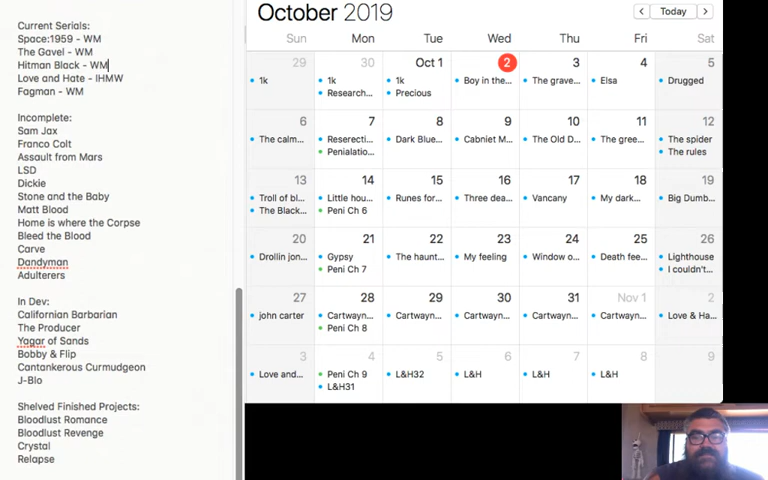 Current Serials:
Space:1959 - WM
The Gavel - WM
Hitman Black - WM
Love and Hate - IHMW
Fagman - WM
Incomplete:
Sam Jax
Franco Colt
Assault from Mars
LSD
Dickie
Stone and the Baby
Matt Blood
Home is where the Corpse
Bleed the Blood
Carve
Dandyman
Adulterers
In Dev:
Californian Barbarian
The Producer
Yagar of Sands
Bobby & Flip
Cantankerous Curmudgeon
J-Blo
Shelved Finished Projects:
Bloodlust Romance
Bloodlust Revenge
Crystal
Relapse
October 2019
< Today >
Sun Mon Tue Wed Thu Fri Sat
29 30 Oct 1 2 3 4 5
1k 1k 1k Boy in the... The grave... Elsa Drugged
Research... Precious
6 7 8 9 10 11 12
The calm... Reserecti... Dark Blue... Cabniet M... The Old D... The gree... The spider
Penialatio... The rules
13 14 15 16 17 18 19
Troll of bl... Little hou... Runes for... Three dea... Vancany My dark... Big Dumb...
The Black... Peni Ch 6
20 21 22 23 24 25 26
Drollin jon... Gypsy The haunt... My feeling Window o... Death fee... Lighthouse
Peni Ch 7 I couldn't...
27 28 29 30 31 Nov 1 2
john carter Cartwayn... Cartwayn... Cartwayn... Cartwayn... Cartwayn... Love & Ha...
Peni Ch 8
3 4 5 6 7 8 9
Love and... Peni Ch 9 L&H32 L&H L&H L&H
L&H31